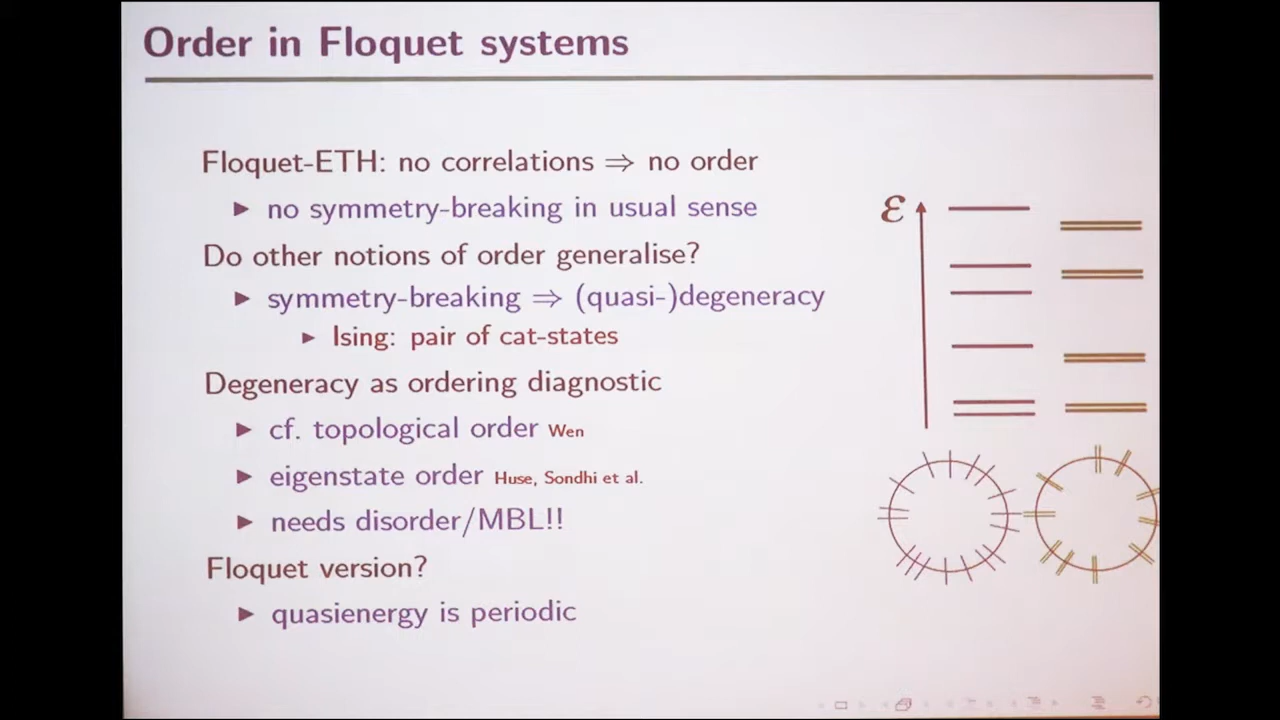 Order in Floquet systems
Floquet-ETH: no correlations ⇒ no order
▶ no symmetry-breaking in usual sense
Do other notions of order generalise?
▶ symmetry-breaking ⇒ (quasi-)degeneracy
▶ Ising: pair of cat-states
Degeneracy as ordering diagnostic
▶ cf. topological order Wen
▶ eigenstate order Huse, Sondhi et al.
▶ needs disorder/MBL!!
Floquet version?
▶ quasienergy is periodic
ℰ